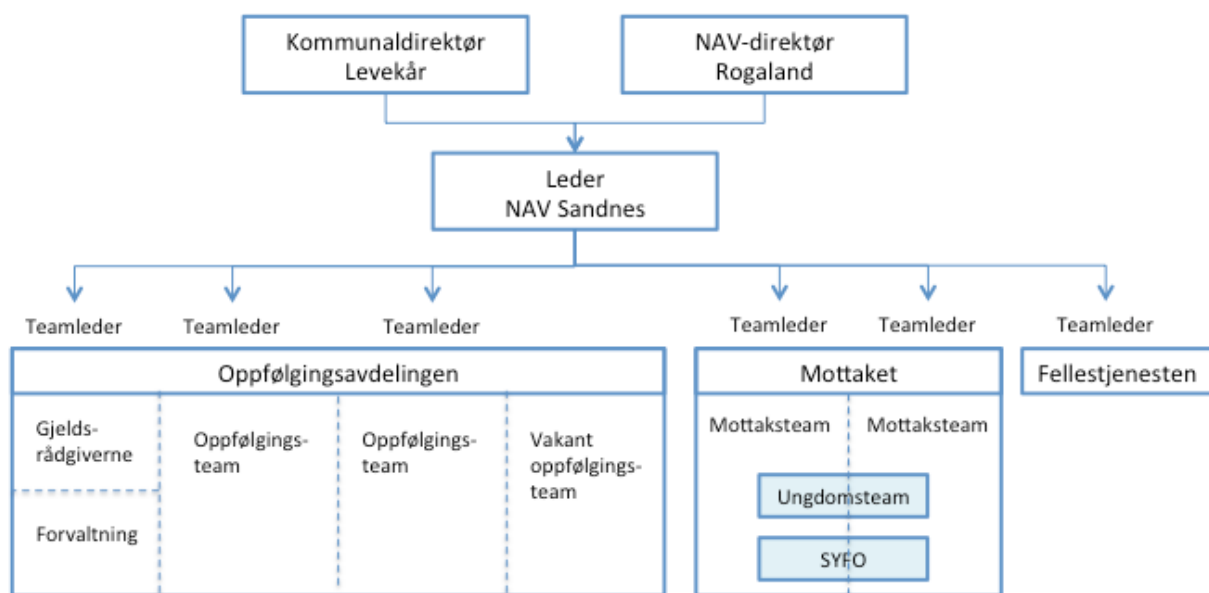 Kommunaldirektør
Levekår
NAV-direktør
Rogaland
Leder
NAV Sandnes
Teamleder
Teamleder
Teamleder
Teamleder
Teamleder
Teamleder
Oppfølgingsavdelingen
Mottaket
Fellestjenesten
Gjelds-
rådgiverne
Forvaltning
Oppfølgings-
team
Oppfølgings-
team
Vakant
oppfølgings-
team
Mottaksteam
Mottaksteam
Ungdomsteam
SYFO